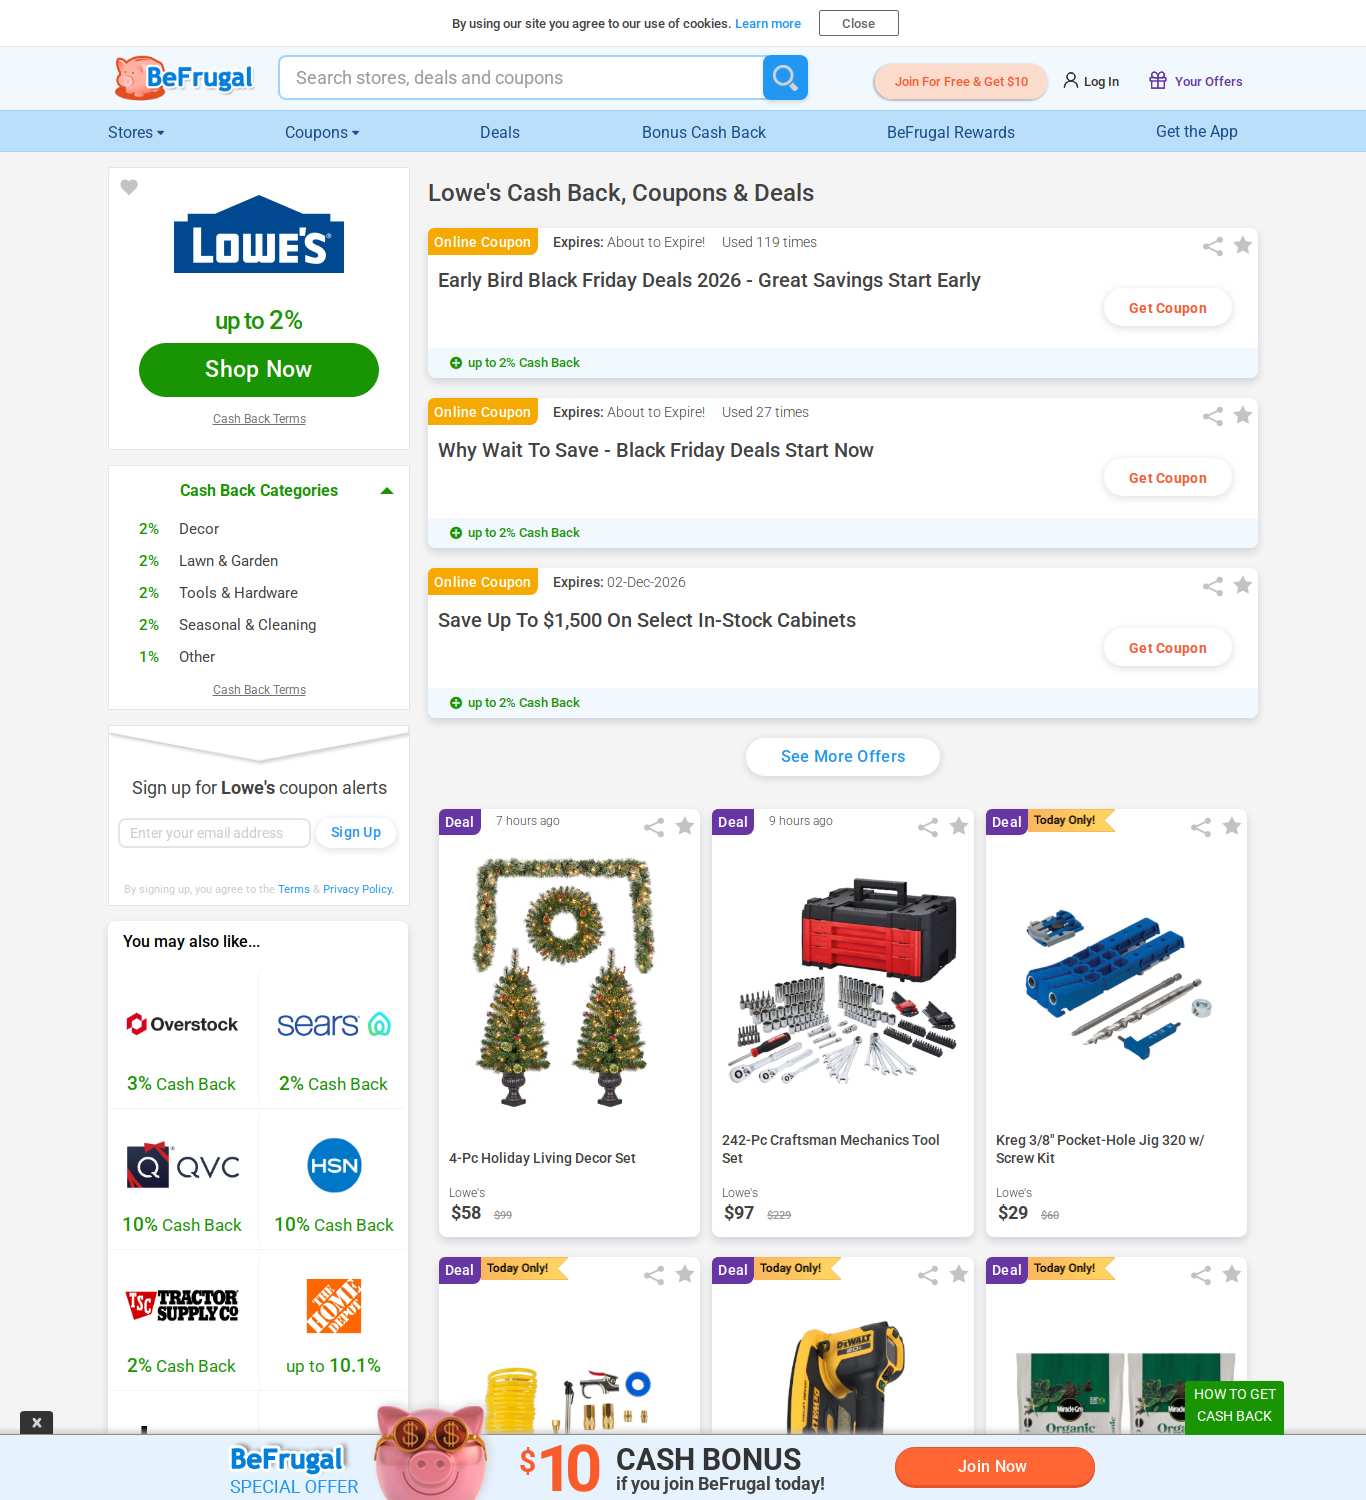 By using our site you agree to our use of cookies. Learn more Close
BeFrugal Search stores, deals and coupons Join For Free & Get $10 Log In Your Offers
Stores Coupons Deals Bonus Cash Back BeFrugal Rewards Get the App
LOWE'S
up to 2%
Shop Now
Cash Back Terms
Cash Back Categories
2% Decor
2% Lawn & Garden
2% Tools & Hardware
2% Seasonal & Cleaning
1% Other
Cash Back Terms
Sign up for Lowe's coupon alerts
Enter your email address Sign Up
By signing up, you agree to the Terms & Privacy Policy.
You may also like...
Overstock sears
3% Cash Back 2% Cash Back
Q QVC HSN
10% Cash Back 10% Cash Back
TSC TRACTOR SUPPLY CO THE HOME DEPOT
2% Cash Back up to 10.1%
Lowe's Cash Back, Coupons & Deals
Online Coupon Expires: About to Expire! Used 119 times
Early Bird Black Friday Deals 2026 - Great Savings Start Early
Get Coupon
up to 2% Cash Back
Online Coupon Expires: About to Expire! Used 27 times
Why Wait To Save - Black Friday Deals Start Now
Get Coupon
up to 2% Cash Back
Online Coupon Expires: 02-Dec-2026
Save Up To $1,500 On Select In-Stock Cabinets
Get Coupon
up to 2% Cash Back
See More Offers
Deal 7 hours ago
4-Pc Holiday Living Decor Set
Lowe's
$58 $99
Deal 9 hours ago
242-Pc Craftsman Mechanics Tool
Set
Lowe's
$97 $229
Deal Today Only!
Kreg 3/8" Pocket-Hole Jig 320 w/
Screw Kit
Lowe's
$29 $60
Deal Today Only!
Deal Today Only!
DEWALT
Deal Today Only!
Miracle-Gro Miracle-Gro
Organic Organic
HOW TO GET
CASH BACK
x
BeFrugal
SPECIAL OFFER
$10 CASH BONUS
if you join BeFrugal today!
Join Now